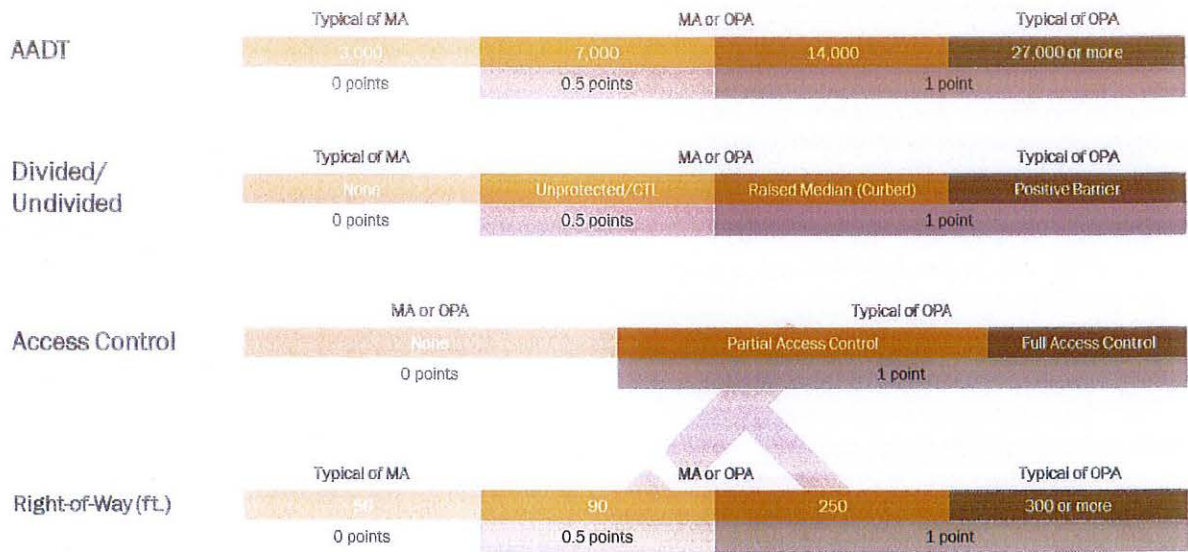 Typical of MA MA or OPA Typical of OPA
AADT
3,000 7,000 14,000 27,000 or more
0 points 0.5 points 1 point
Typical of MA MA or OPA Typical of OPA
Divided/
Undivided
None Unprotected/CTL Raised Median (Curbed) Positive Barrier
0 points 0.5 points 1 point
MA or OPA Typical of OPA
Access Control
None Partial Access Control Full Access Control
0 points 1 point
Typical of MA MA or OPA Typical of OPA
Right-of-Way (ft.)
50 90 250 300 or more
0 points 0.5 points 1 point